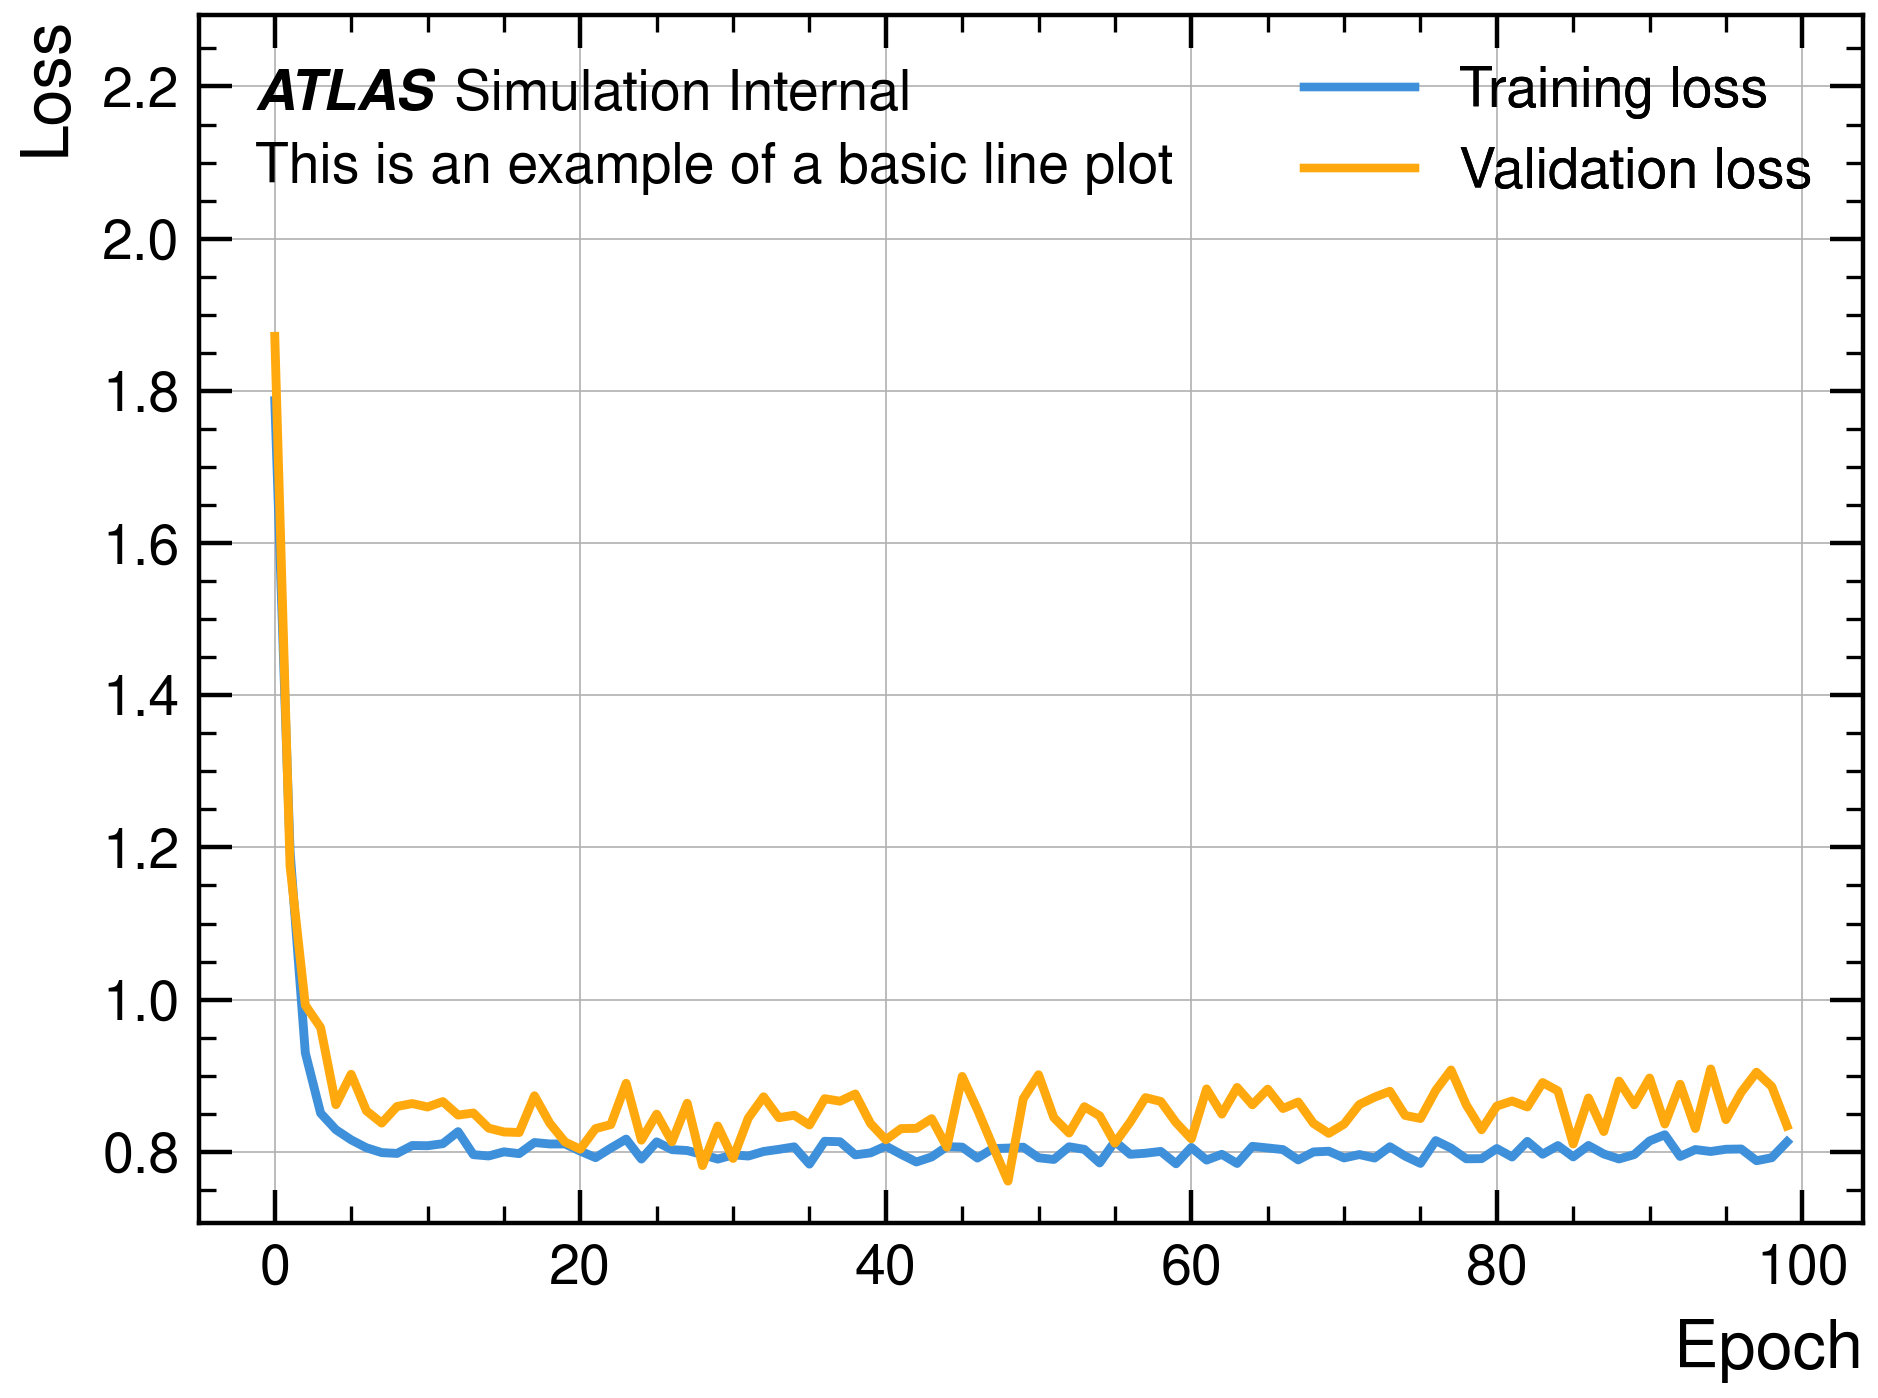 Loss
2.2
2.0
1.8
1.6
1.4
1.2
1.0
0.8
ATLAS Simulation Internal
This is an example of a basic line plot
Training loss
Validation loss
0 20 40 60 80 100
Epoch